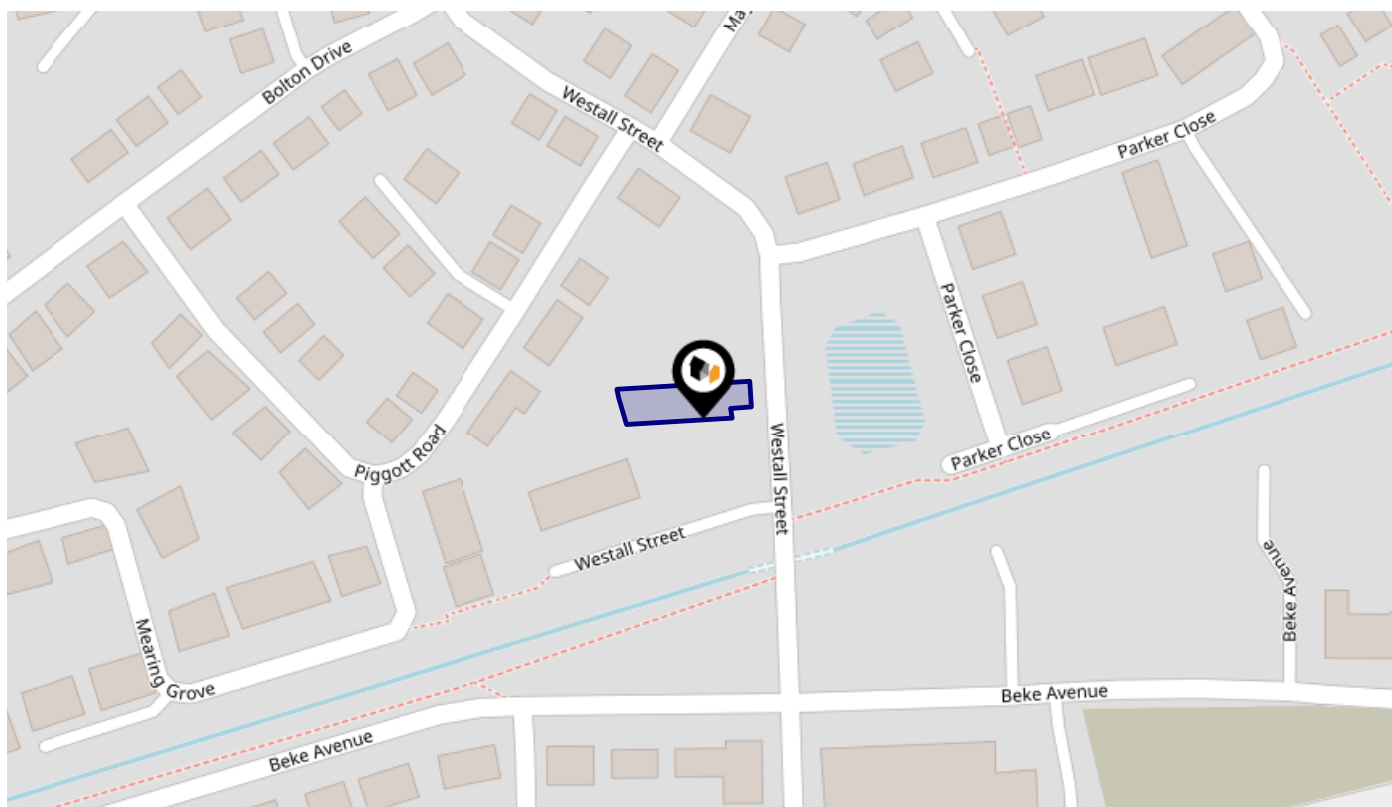 Bolton Drive
Westall Street
Parker Close
Parker Close
Piggott Road
Westall Street
Parker Close
Westall Street
Beke Avenue
Mearing Grove
Beke Avenue
Beke Avenue